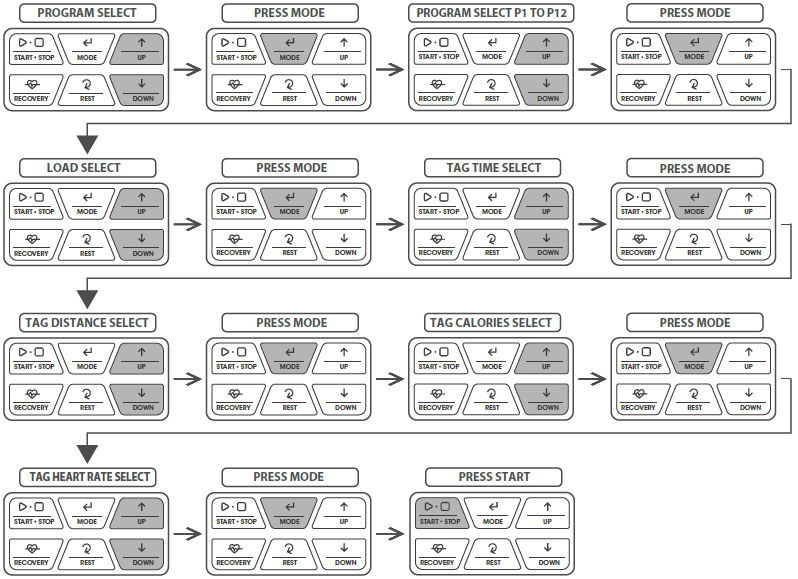 PROGRAM SELECT PRESS MODE PROGRAM SELECT P1 TO P12 PRESS MODE
START • STOP MODE UP START • STOP MODE UP START • STOP MODE UP START • STOP MODE UP
RECOVERY REST DOWN RECOVERY REST DOWN RECOVERY REST DOWN RECOVERY REST DOWN
LOAD SELECT PRESS MODE TAG TIME SELECT PRESS MODE
START • STOP MODE UP START • STOP MODE UP START • STOP MODE UP START • STOP MODE UP
RECOVERY REST DOWN RECOVERY REST DOWN RECOVERY REST DOWN RECOVERY REST DOWN
TAG DISTANCE SELECT PRESS MODE TAG CALORIES SELECT PRESS MODE
START • STOP MODE UP START • STOP MODE UP START • STOP MODE UP START • STOP MODE UP
RECOVERY REST DOWN RECOVERY REST DOWN RECOVERY REST DOWN RECOVERY REST DOWN
TAG HEART RATE SELECT PRESS MODE PRESS START
START • STOP MODE UP START • STOP MODE UP START • STOP MODE UP
RECOVERY REST DOWN RECOVERY REST DOWN RECOVERY REST DOWN